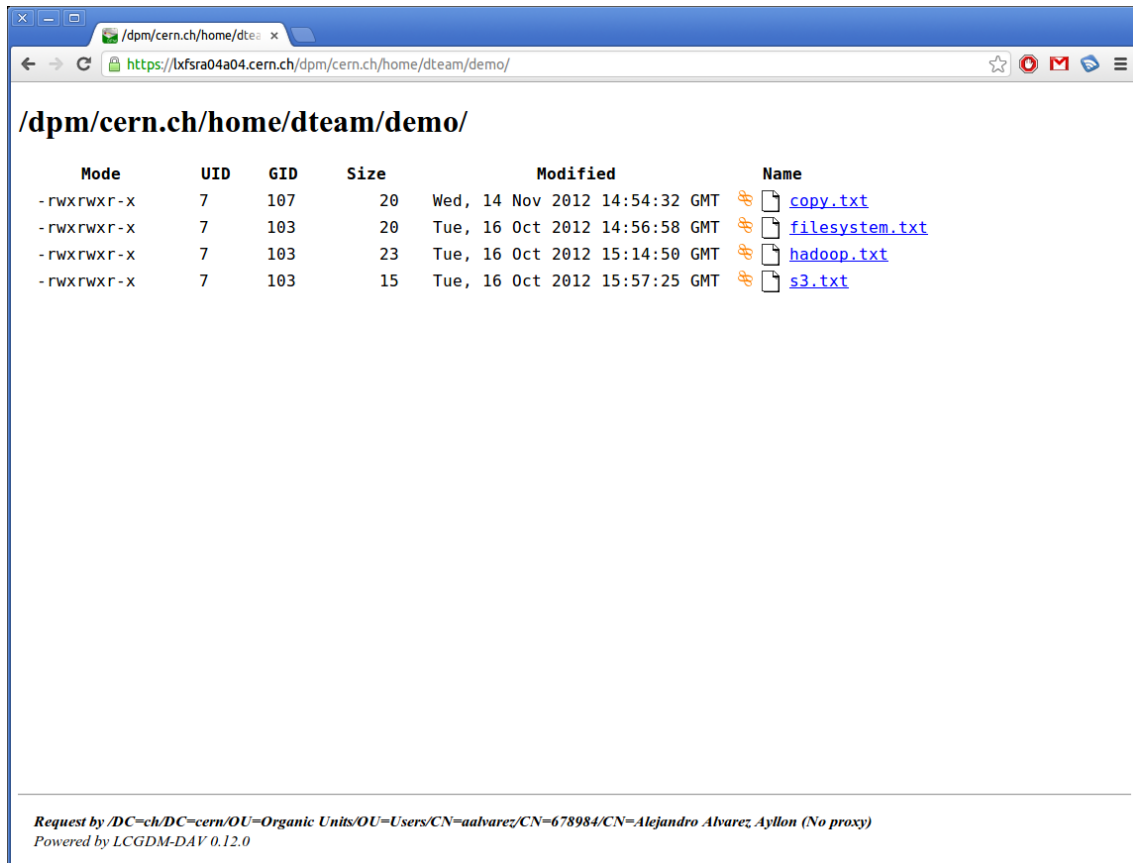 /dpm/cern.ch/home/dtea
https://lxfsra04a04.cern.ch/dpm/cern.ch/home/dteam/demo/
/dpm/cern.ch/home/dteam/demo/
Mode UID GID Size Modified Name
-rwxrwxr-x 7 107 20 Wed, 14 Nov 2012 14:54:32 GMT copy.txt
-rwxrwxr-x 7 103 20 Tue, 16 Oct 2012 14:56:58 GMT filesystem.txt
-rwxrwxr-x 7 103 23 Tue, 16 Oct 2012 15:14:50 GMT hadoop.txt
-rwxrwxr-x 7 103 15 Tue, 16 Oct 2012 15:57:25 GMT s3.txt
Request by /DC=ch/DC=cern/OU=Organic Units/OU=Users/CN=aalvarez/CN=678984/CN=Alejandro Alvarez Ayllon (No proxy)
Powered by LCGDM-DAV 0.12.0